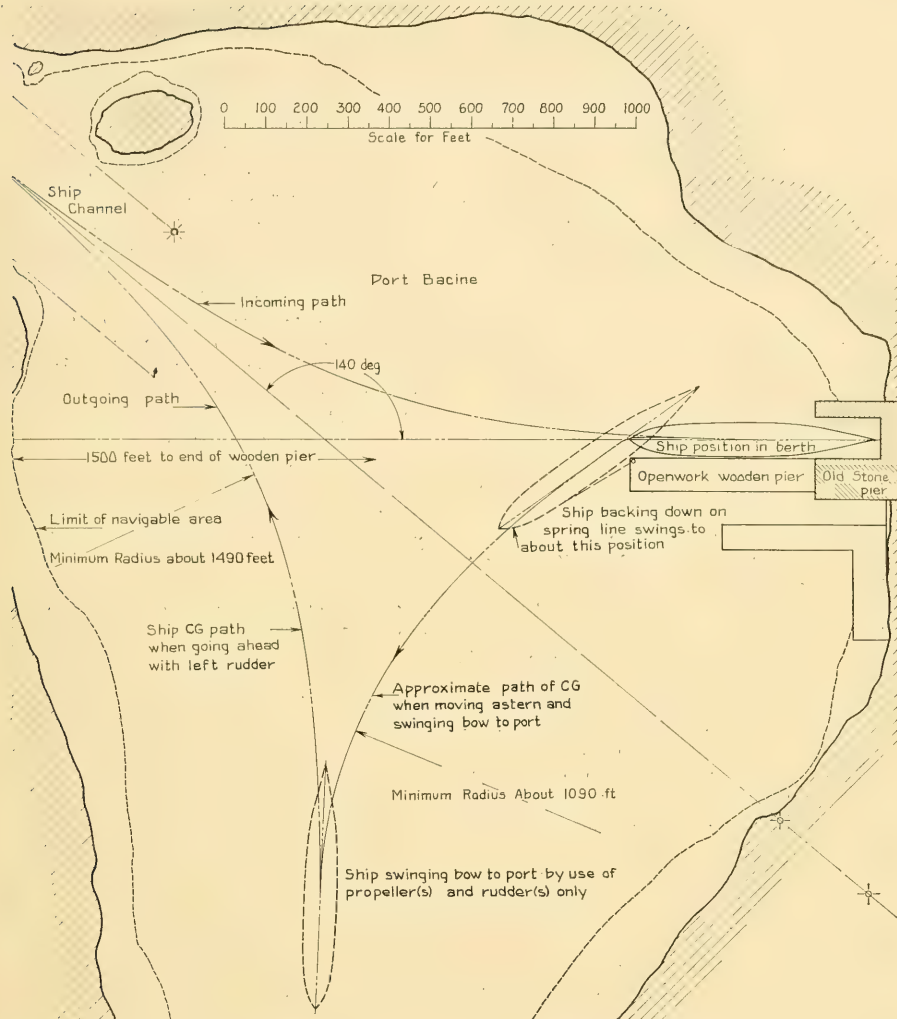 0 100 200 300 400 500 600 700 800 900 1000
Scale for Feet
Ship
Channel
Port Bacine
Incoming path
140 deg
Outgoing path
1500 feet to end of wooden pier
Ship position in berth
Openwork wooden pier
Old Stone
pier
Ship backing down on
spring line swings to
about this position
Limit of navigable area
Minimum Radius about 1490 feet
Ship CG path
when going ahead
with left rudder
Approximate path of CG
when moving astern and
swinging bow to port
Minimum Radius About 1090 ft
Ship swinging bow to port by use of
propeller(s) and rudder(s) only